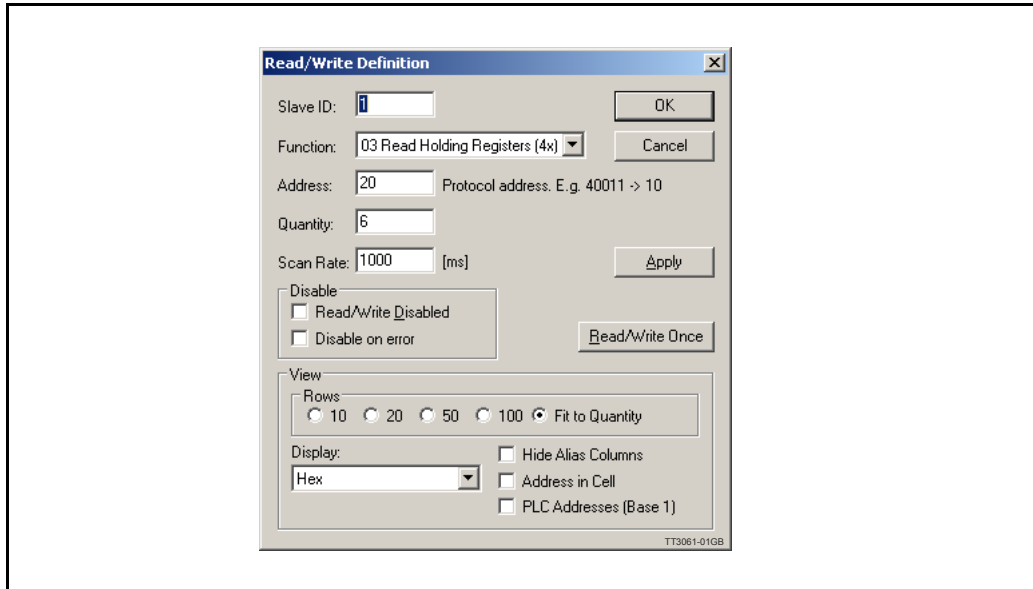 Read/Write Definition
Slave ID: 1
OK
Function: 03 Read Holding Registers (4x)
Cancel
Address: 20 Protocol address. E.g. 40011 -> 10
Quantity: 6
Scan Rate: 1000 [ms]
Apply
Disable
Read/Write Disabled
Disable on error
Read/Write Once
View
Rows
10 20 50 100 Fit to Quantity
Display:
Hide Alias Columns
Hex
Address in Cell
PLC Addresses (Base 1)
TT3061-01GB